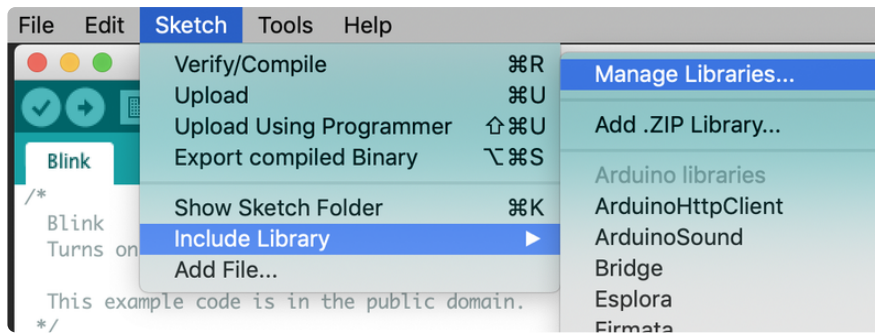 File Edit Sketch Tools Help
Verify/Compile ⌘R
Upload ⌘U
Upload Using Programmer ⇧⌘U
Export compiled Binary ⌥⌘S
Show Sketch Folder ⌘K
Include Library ▶
Add File...
Manage Libraries...
Add .ZIP Library...
Arduino libraries
ArduinoHttpClient
ArduinoSound
Bridge
Esplora
Firmata
Blink
/*
Blink
Turns on
This example code is in the public domain.
*/